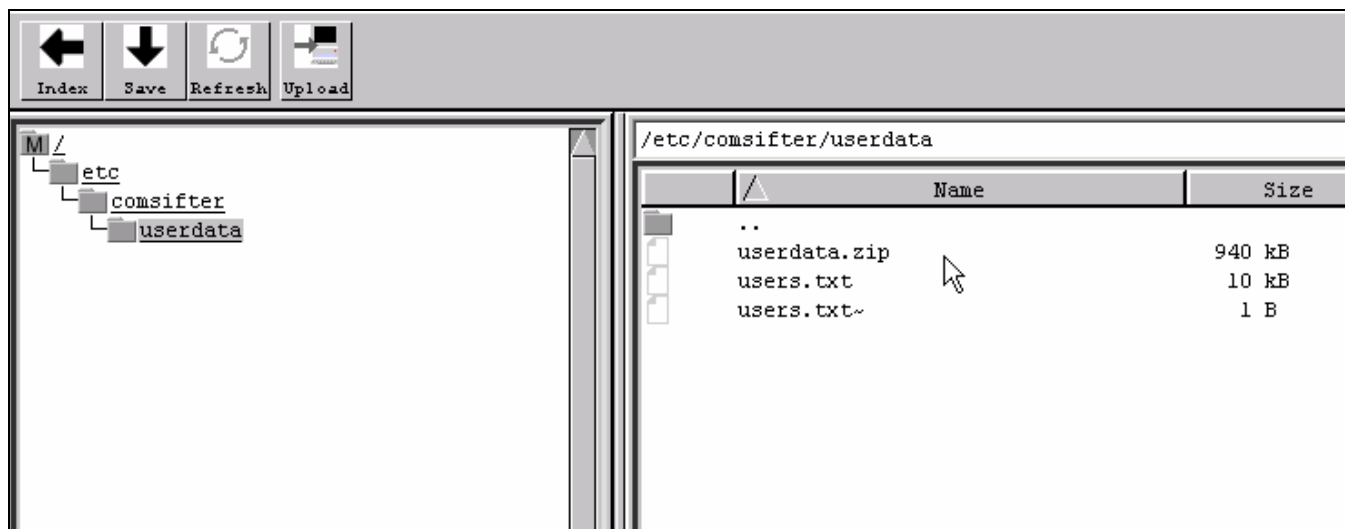 Index Save Refresh Upload
M /
etc
comsifter
userdata
/etc/comsifter/userdata
Name Size
..
userdata.zip 940 kB
users.txt 10 kB
users.txt~ 1 B